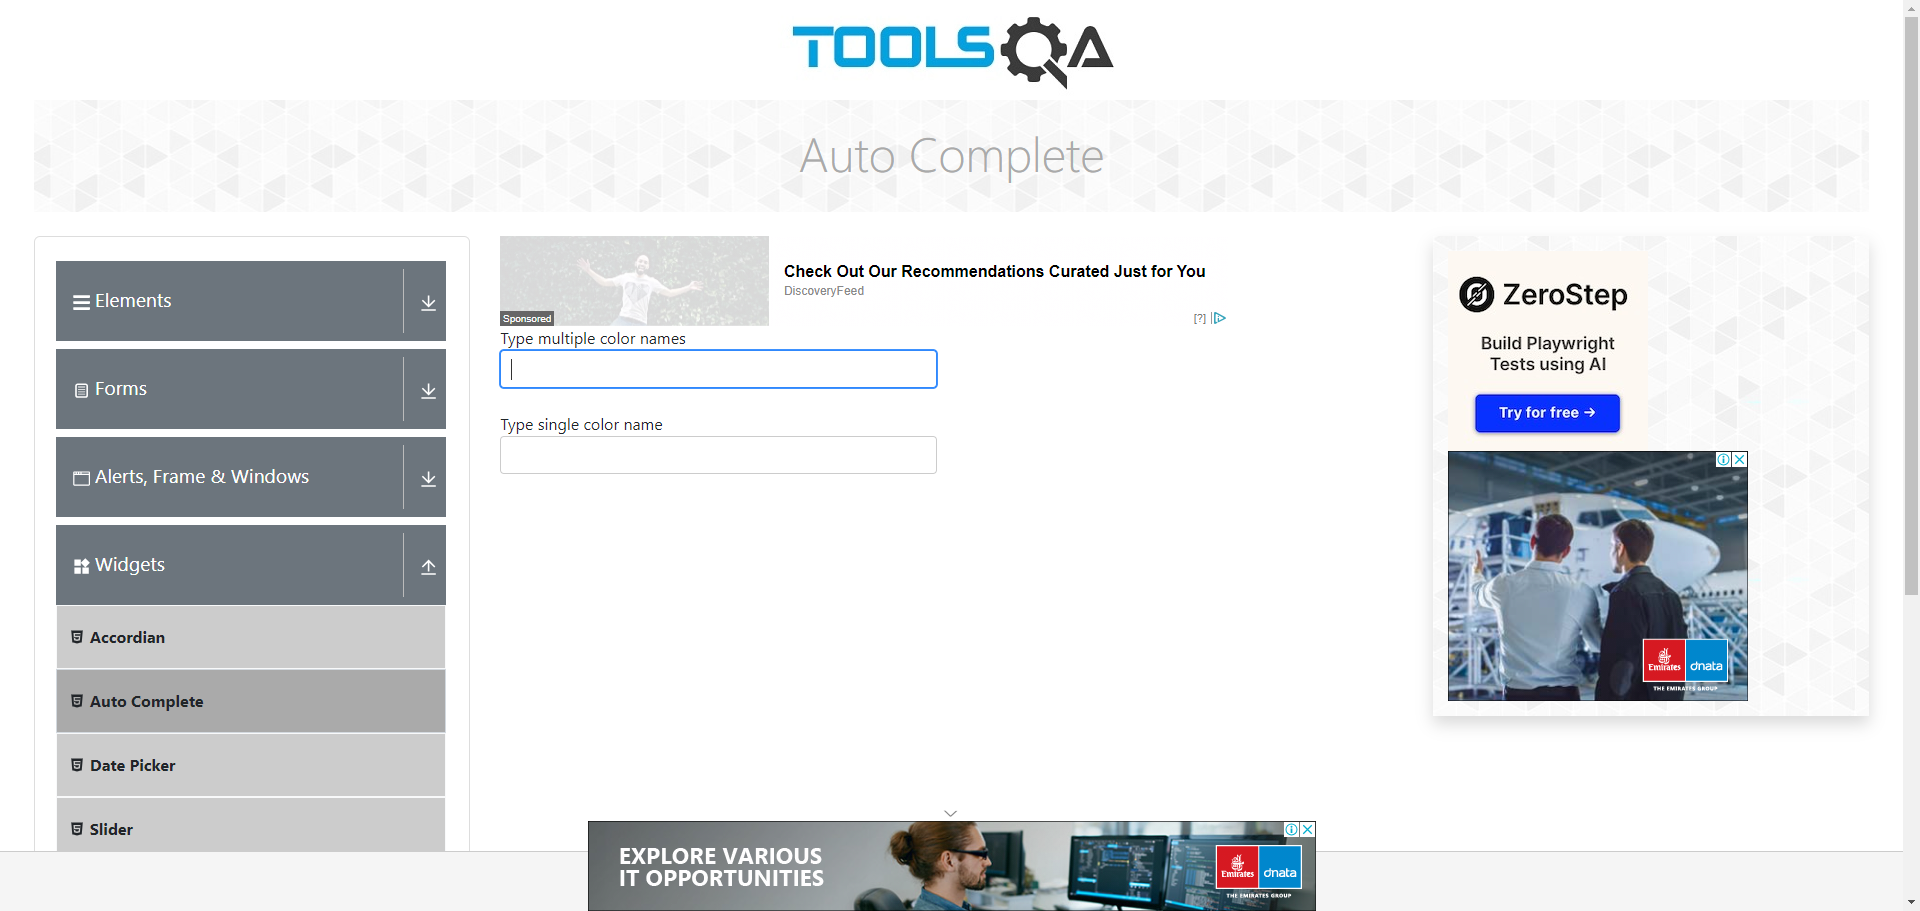 TOOLSQA
Auto Complete
Elements
Forms
Alerts, Frame & Windows
Widgets
Accordian
Auto Complete
Date Picker
Slider
Sponsored
Check Out Our Recommendations Curated Just for You
DiscoveryFeed
[?]
Type multiple color names
Type single color name
ZeroStep
Build Playwright
Tests using AI
Try for free →
Emirates
dnata
THE EMIRATES GROUP
EXPLORE VARIOUS
IT OPPORTUNITIES
Emirates
dnata
THE EMIRATES GROUP